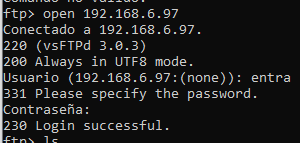 Comando no válido.
ftp> open 192.168.6.97
Conectado a 192.168.6.97.
220 (vsFTPd 3.0.3)
200 Always in UTF8 mode.
Usuario (192.168.6.97:(none)): entra
331 Please specify the password.
Contraseña:
230 Login successful.
ftp> ls